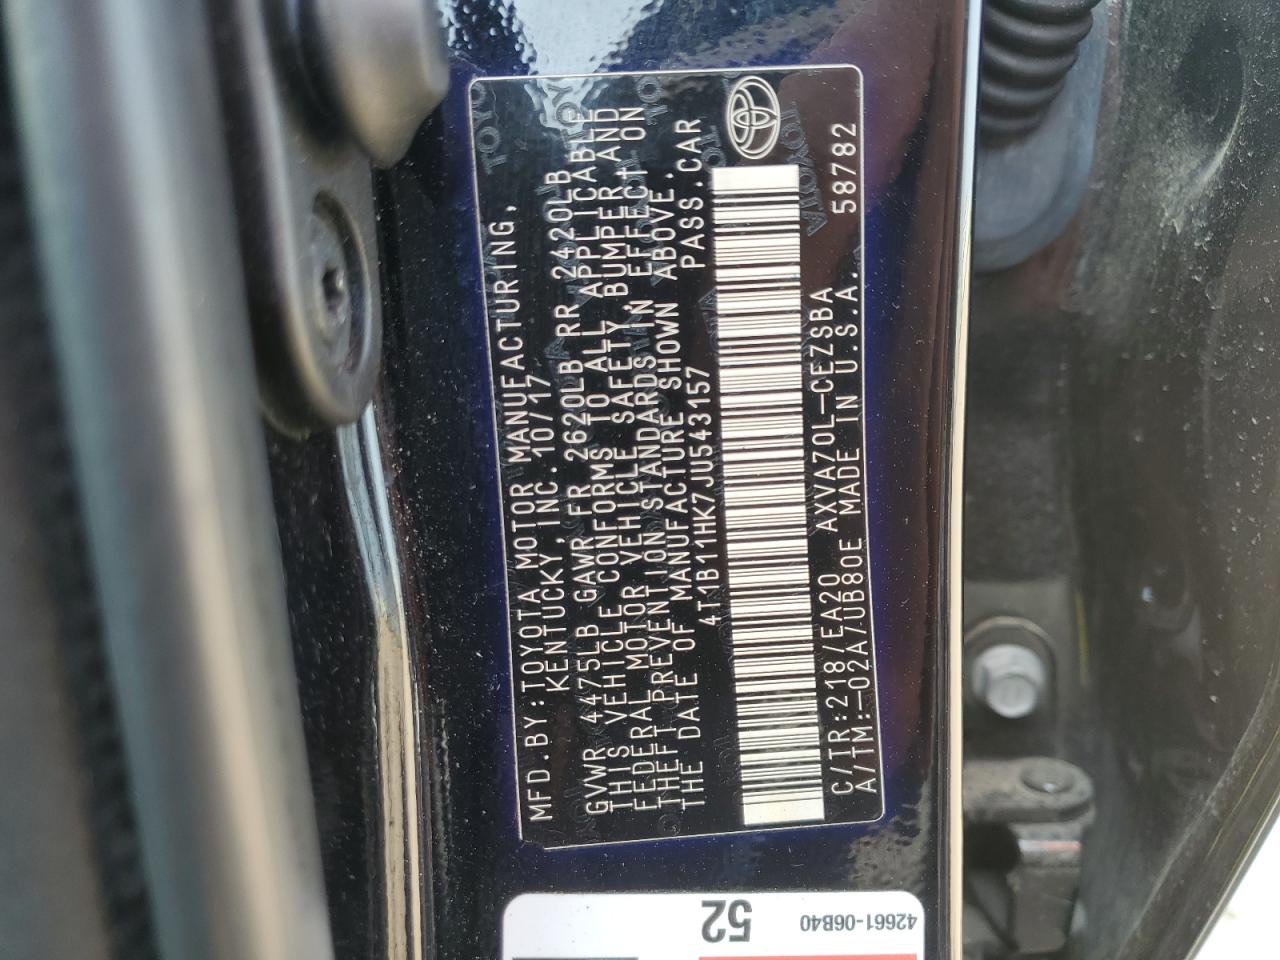 MFD.BY:TOYOTA MOTOR MANUFACTURING,
KENTUCKY,INC. 10/17
GVWR 4475LB GAWR FR 2620LB RR 2420LB
THIS VEHICLE CONFORMS TO ALL APPLICABLE
FEDERAL MOTOR VEHICLE SAFETY, BUMPER, AND
THEFT PREVENTION STANDARDS IN EFFECT ON
THE DATE OF MANUFACTURE SHOWN ABOVE.
4T1B11HK7JU543157 PASS.CAR
C/TR:218/EA20 AXVA70L-CEZSBA 58782
A/TM:-02A/UB80E MADE IN U.S.A.
52
42661-06B40